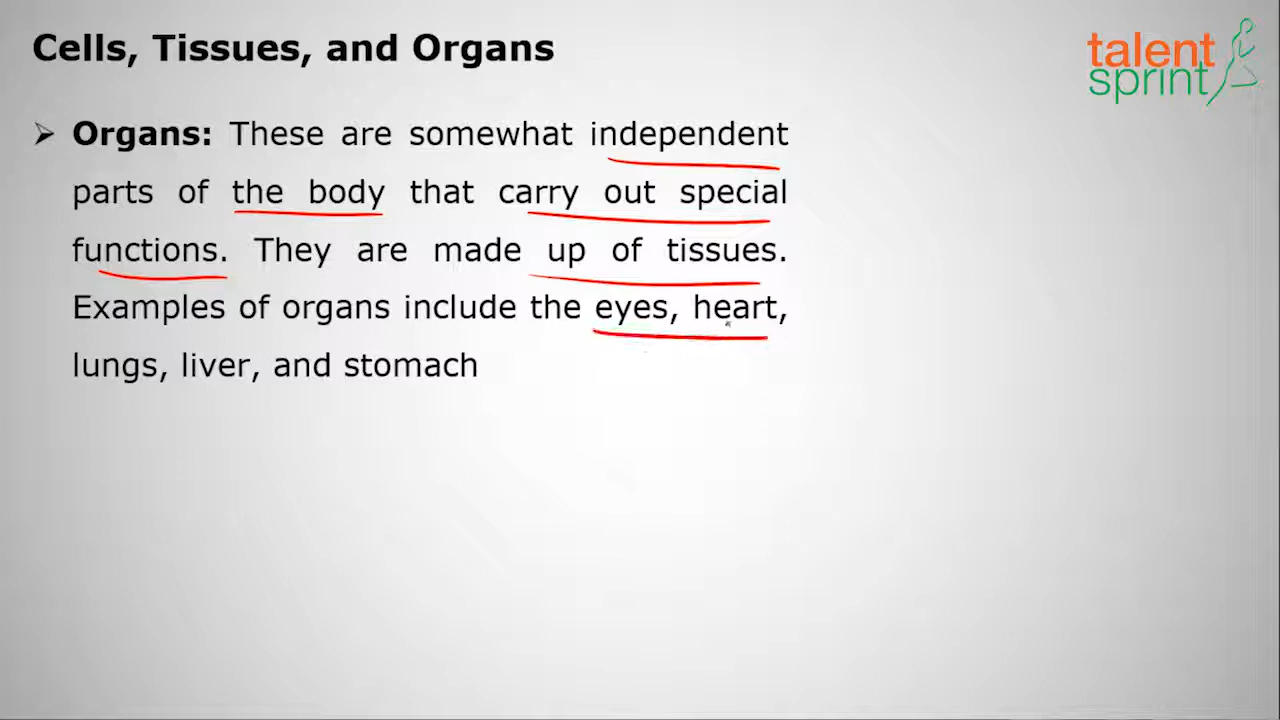 Cells, Tissues, and Organs
talent
sprint
➢ Organs: These are somewhat independent
parts of the body that carry out special
functions. They are made up of tissues.
Examples of organs include the eyes, heart,
lungs, liver, and stomach